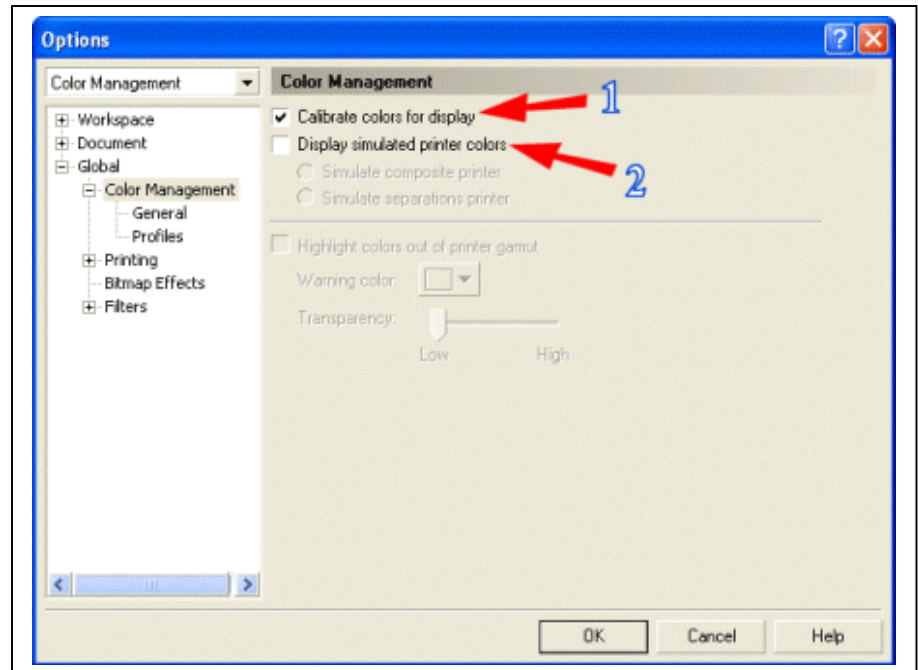 Options
Color Management
Color Management
Workspace
Document
Global
Color Management
General
Profiles
Printing
Bitmap Effects
Filters
Calibrate colors for display
1
Display simulated printer colors
2
Simulate composite printer
Simulate separations printer
Highlight colors out of printer gamut
Warning color:
Transparency:
Low High
OK Cancel Help